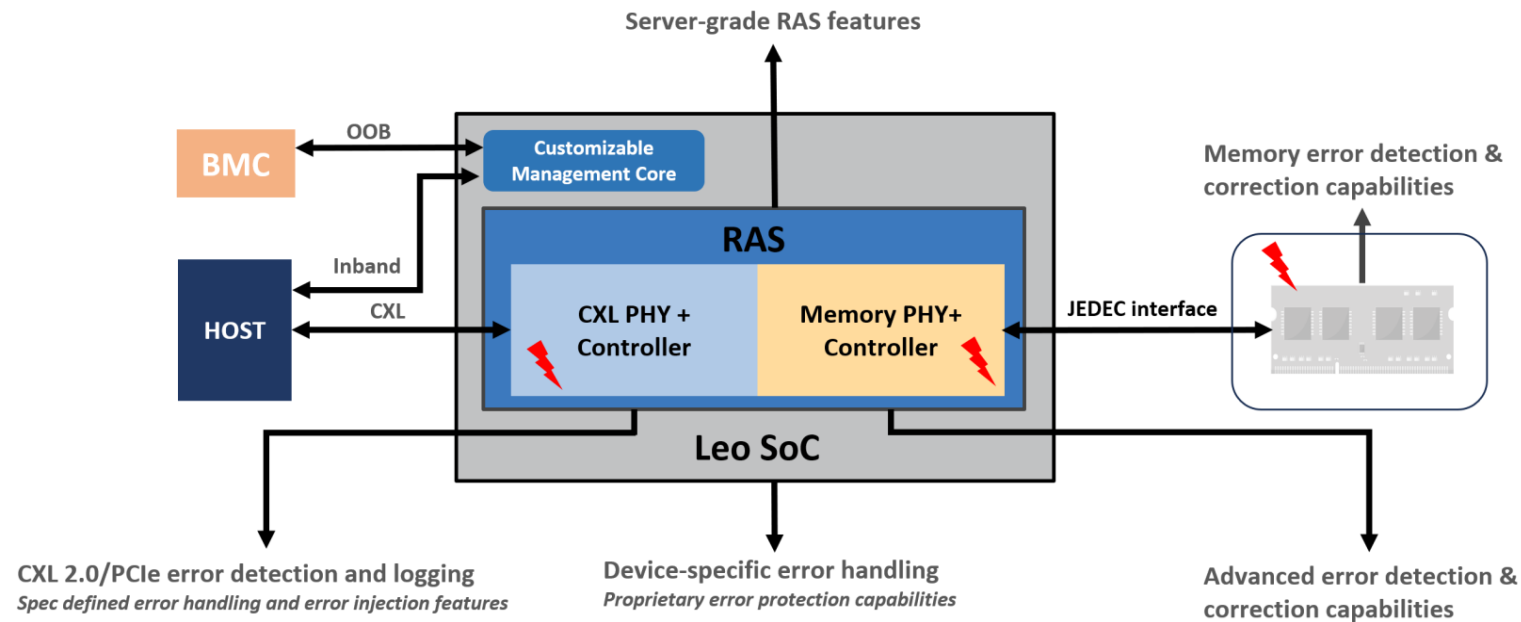 Server-grade RAS features
OOB
BMC
Customizable
Management Core
Memory error detection &
correction capabilities
RAS
Inband
CXL
HOST
CXL PHY +
Controller
Memory PHY+
Controller
JEDEC interface
Leo SoC
CXL 2.0/PCIe error detection and logging
Spec defined error handling and error injection features
Device-specific error handling
Proprietary error protection capabilities
Advanced error detection &
correction capabilities